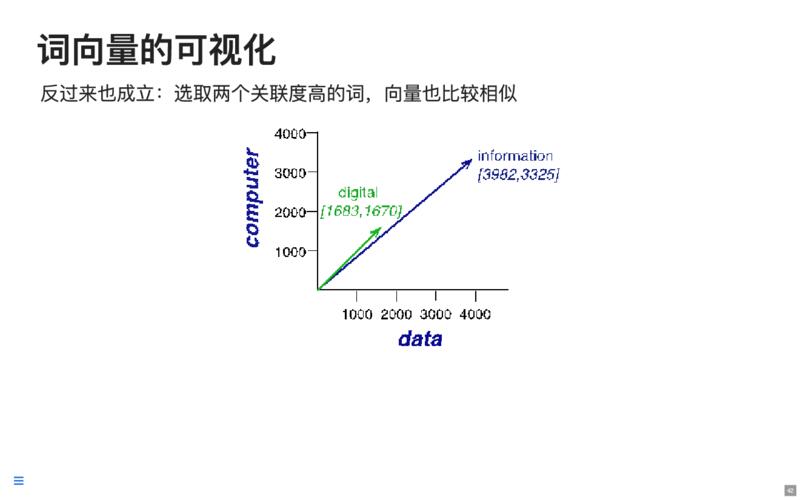 词向量的可视化
反过来也成立：选取两个关联度高的词，向量也比较相似
4000
3000
2000
1000
computer
information
[3982,3325]
digital
[1683,1670]
1000 2000 3000 4000
data
42